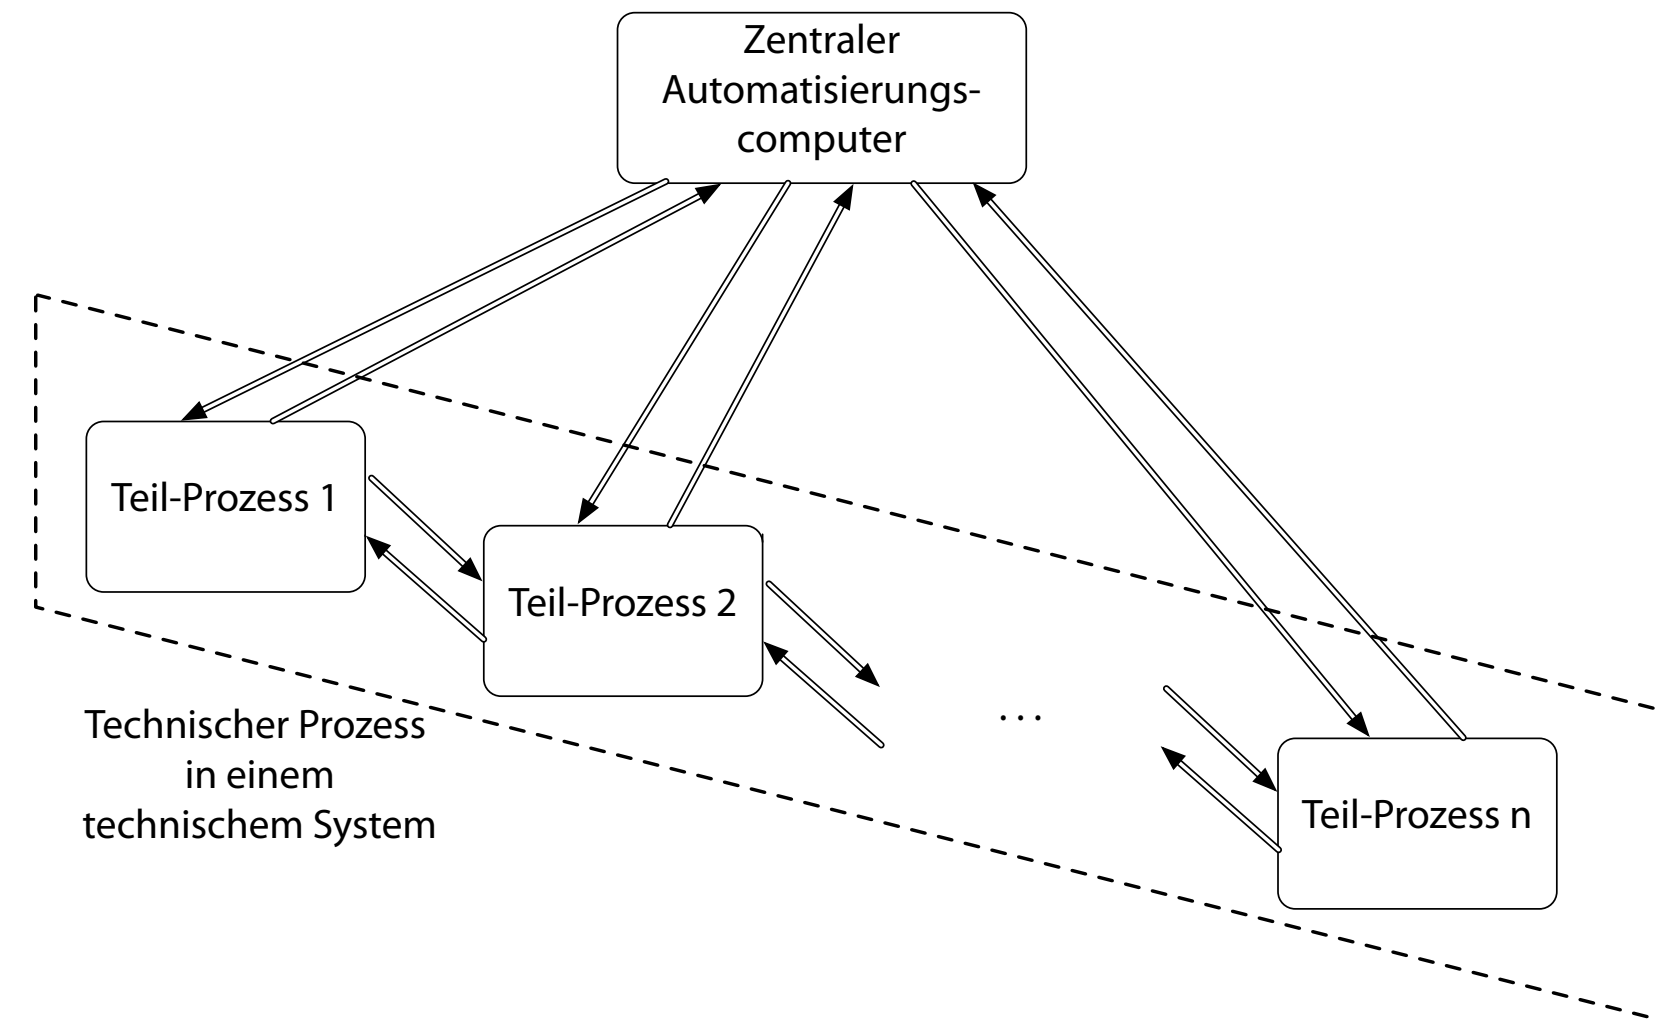 Zentraler
Automatisierungs-
computer
Teil-Prozess 1
Teil-Prozess 2
...
Teil-Prozess n
Technischer Prozess
in einem
technischem System